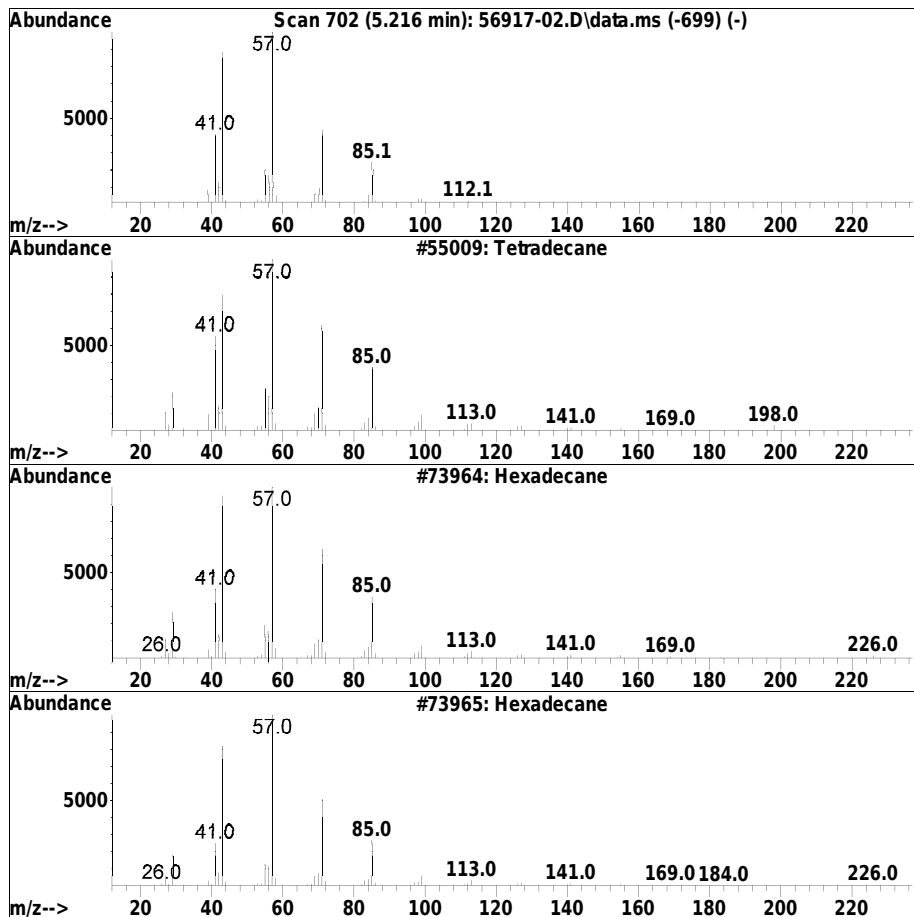 Abundance Scan 702 (5.216 min): 56917-02.D\data.ms (-699) (-)
57.0
5000
41.0
85.1
112.1
m/z--> 20 40 60 80 100 120 140 160 180 200 220
Abundance #55009: Tetradecane
57.0
41.0
5000
85.0
113.0 141.0 169.0 198.0
m/z--> 20 40 60 80 100 120 140 160 180 200 220
Abundance #73964: Hexadecane
57.0
5000
41.0 85.0
26.0 113.0 141.0 169.0 226.0
m/z--> 20 40 60 80 100 120 140 160 180 200 220
Abundance #73965: Hexadecane
57.0
5000
41.0 85.0
26.0 113.0 141.0 169.0 184.0 226.0
m/z--> 20 40 60 80 100 120 140 160 180 200 220